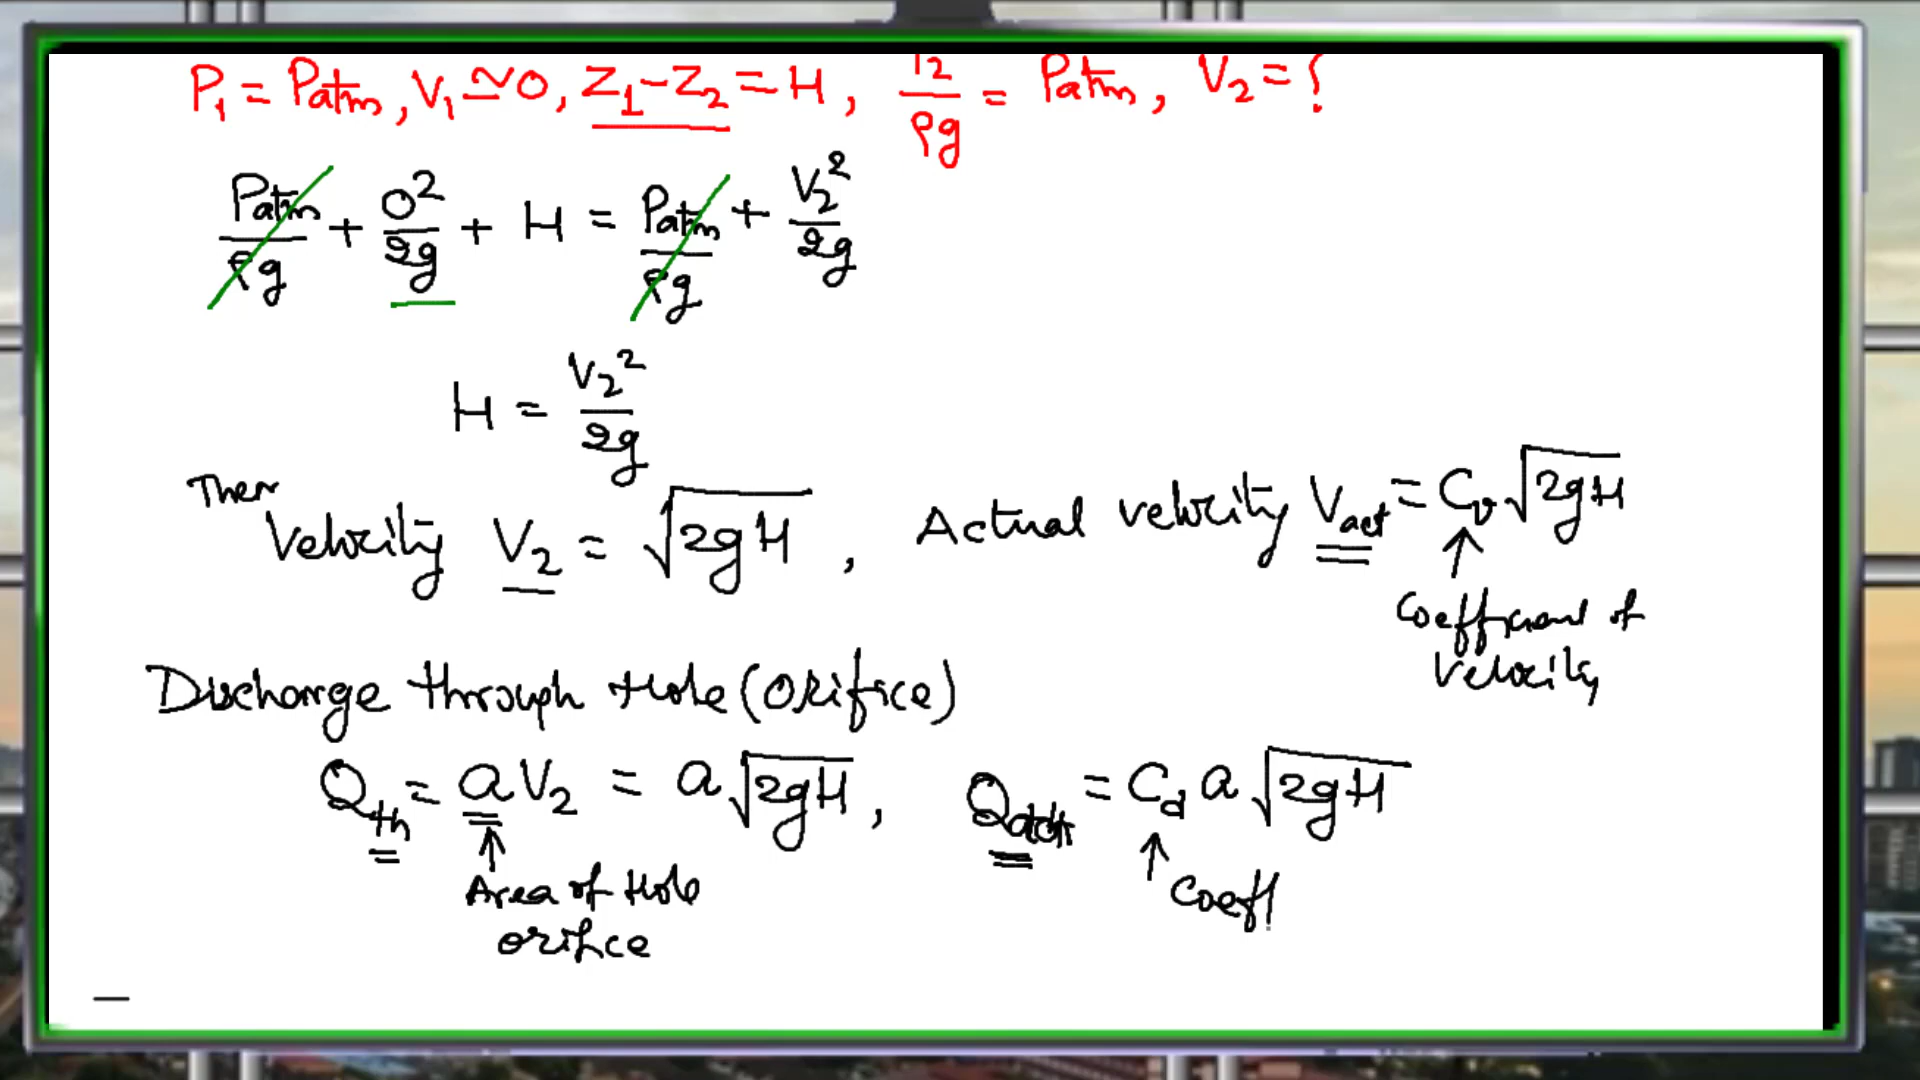 P₁ = Patm, V₁ ≃ 0, Z₁ - Z₂ = H, P₂/ρg = Patm, V₂ = ?
Patm/ρg + 0²/2g + H = Patm/ρg + V₂²/2g
H = V₂²/2g
Then
Velocity V₂ = √2gH, Actual velocity Vact = Cv √2gH
Coefficient of
Velocity
Discharge through Hole (orifice)
Qth = a V₂ = a √2gH, Qact = Cd a √2gH
Area of Hole
orifice
Coeff